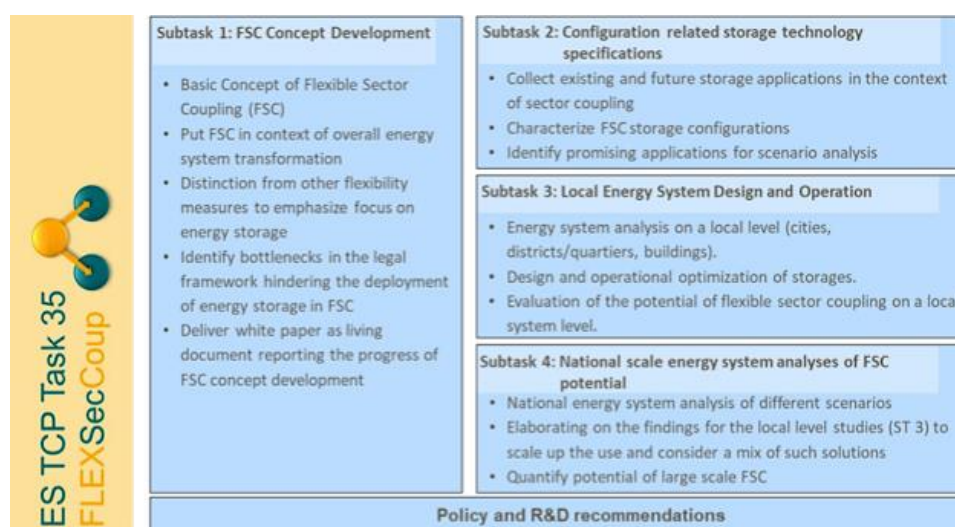 ES TCP Task 35
FLEXSecCoup
Subtask 1: FSC Concept Development
• Basic Concept of Flexible Sector
Coupling (FSC)
• Put FSC in context of overall energy
system transformation
• Distinction from other flexibility
measures to emphasize focus on
energy storage
• Identify bottlenecks in the legal
framework hindering the deployment
of energy storage in FSC
• Deliver white paper as living
document reporting the progress of
FSC concept development
Subtask 2: Configuration related storage technology
specifications
• Collect existing and future storage applications in the context
of sector coupling
• Characterize FSC storage configurations
• Identify promising applications for scenario analysis
Subtask 3: Local Energy System Design and Operation
• Energy system analysis on a local level (cities,
districts/quartiers, buildings).
• Design and operational optimization of storages.
• Evaluation of the potential of flexible sector coupling on a loca
system level.
Subtask 4: National scale energy system analyses of FSC
potential
• National energy system analysis of different scenarios
• Elaborating on the findings for the local level studies (ST 3) to
scale up the use and consider a mix of such solutions
• Quantify potential of large scale FSC
Policy and R&D recommendations